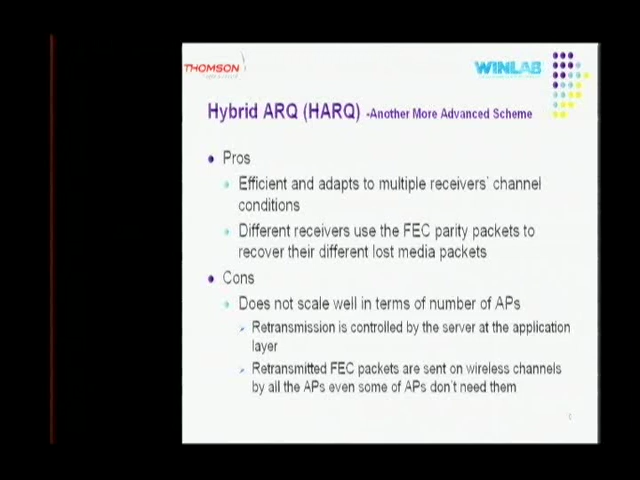 THOMSON
WINLAB
Hybrid ARQ (HARQ) -Another More Advanced Scheme
Pros
Efficient and adapts to multiple receivers' channel
conditions
Different receivers use the FEC parity packets to
recover their different lost media packets
Cons
Does not scale well in terms of number of APs
Retransmission is controlled by the server at the application
layer
Retransmitted FEC packets are sent on wireless channels
by all the APs even some of APs don't need them